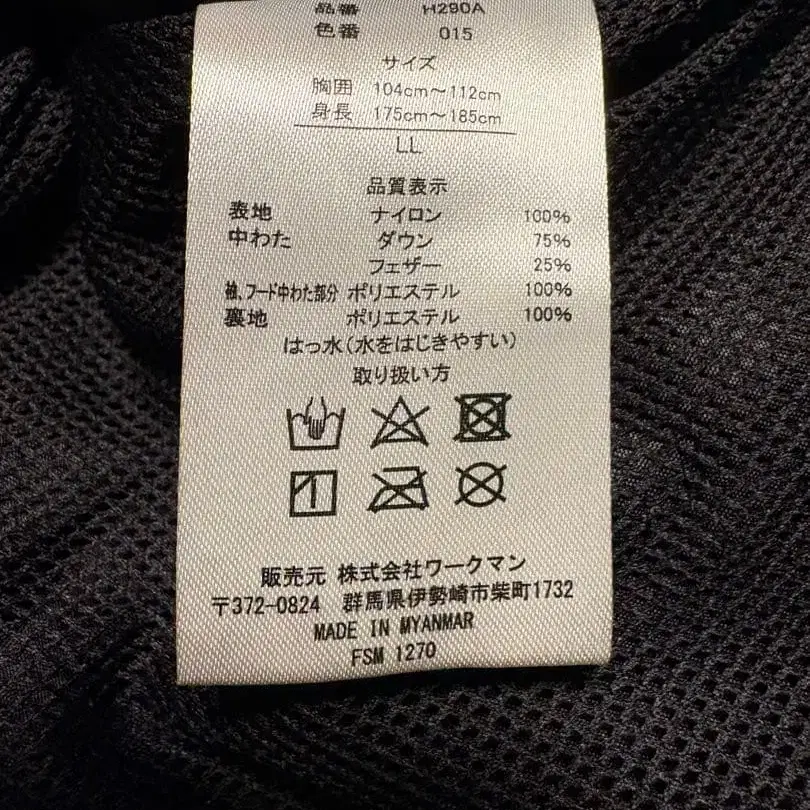 品番 H290A
色番 015
サイズ
胸囲 104cm～112cm
身長 175cm～185cm
LL
品質表示
表地 ナイロン 100%
中わた ダウン 75%
フェザー 25%
袖、フード中わた部分 ポリエステル 100%
裏地 ポリエステル 100%
はっ水(水をはじきやすい)
取り扱い方
販売元 株式会社ワークマン
〒372-0824 群馬県伊勢崎市柴町1732
MADE IN MYANMAR
FSM 1270